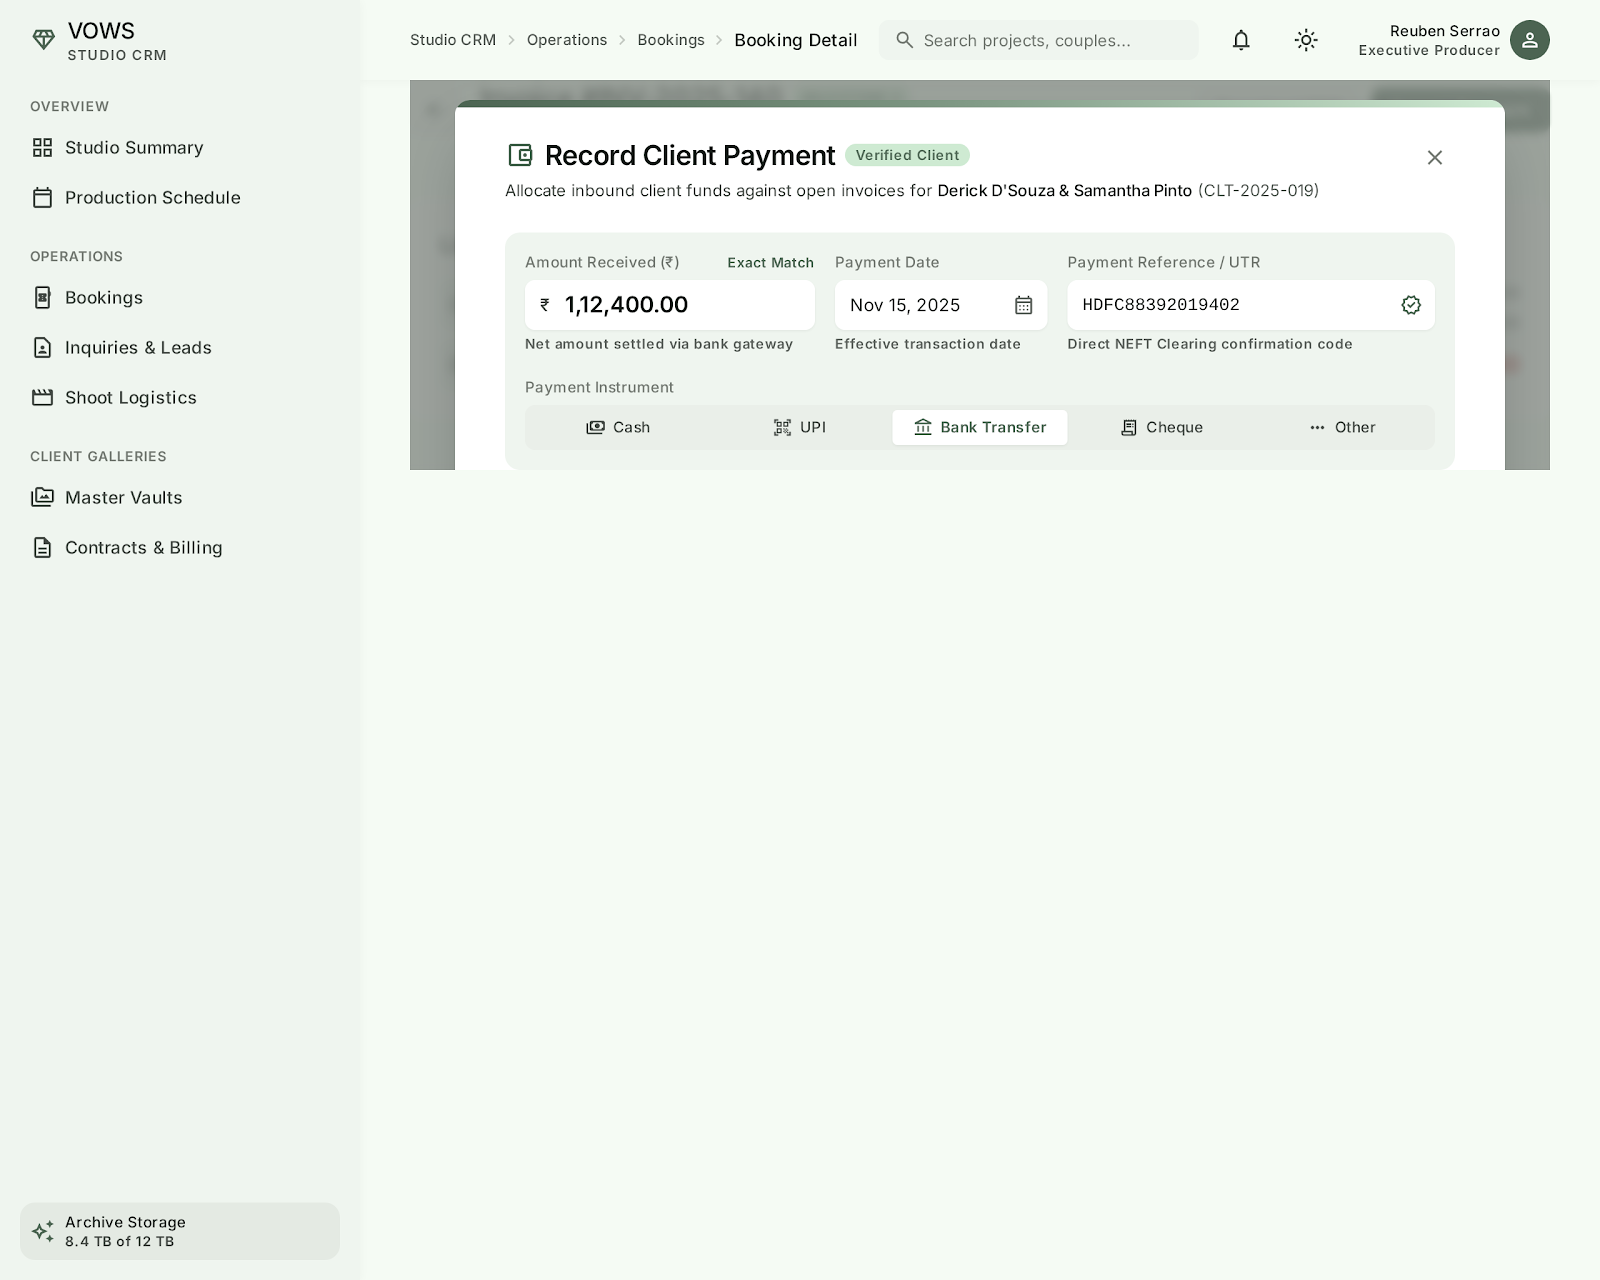 VOWS
STUDIO CRM
OVERVIEW
Studio Summary
Production Schedule
OPERATIONS
Bookings
Inquiries & Leads
Shoot Logistics
CLIENT GALLERIES
Master Vaults
Contracts & Billing
Archive Storage
8.4 TB of 12 TB
Studio CRM > Operations > Bookings > Booking Detail
Search projects, couples...
Reuben Serrao
Executive Producer
Record Client Payment Verified Client
Allocate inbound client funds against open invoices for Derick D'Souza & Samantha Pinto (CLT-2025-019)
Amount Received (₹) Exact Match Payment Date Payment Reference / UTR
₹ 1,12,400.00 Nov 15, 2025 HDFC88392019402
Net amount settled via bank gateway Effective transaction date Direct NEFT Clearing confirmation code
Payment Instrument
Cash UPI Bank Transfer Cheque Other